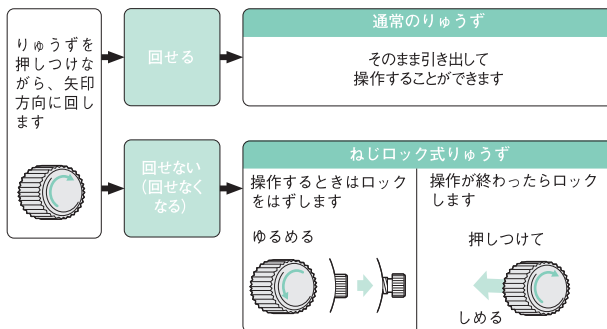 りゅうずを
押しつけな
がら、矢印
方向に回し
ます
回せる
通常のりゅうず
そのまま引き出して
操作することができます
回せない
(回せなく
なる)
ねじロック式りゅうず
操作するときはロック
をはずします
ゆるめる
操作が終わったらロック
します
押しつけて
しめる